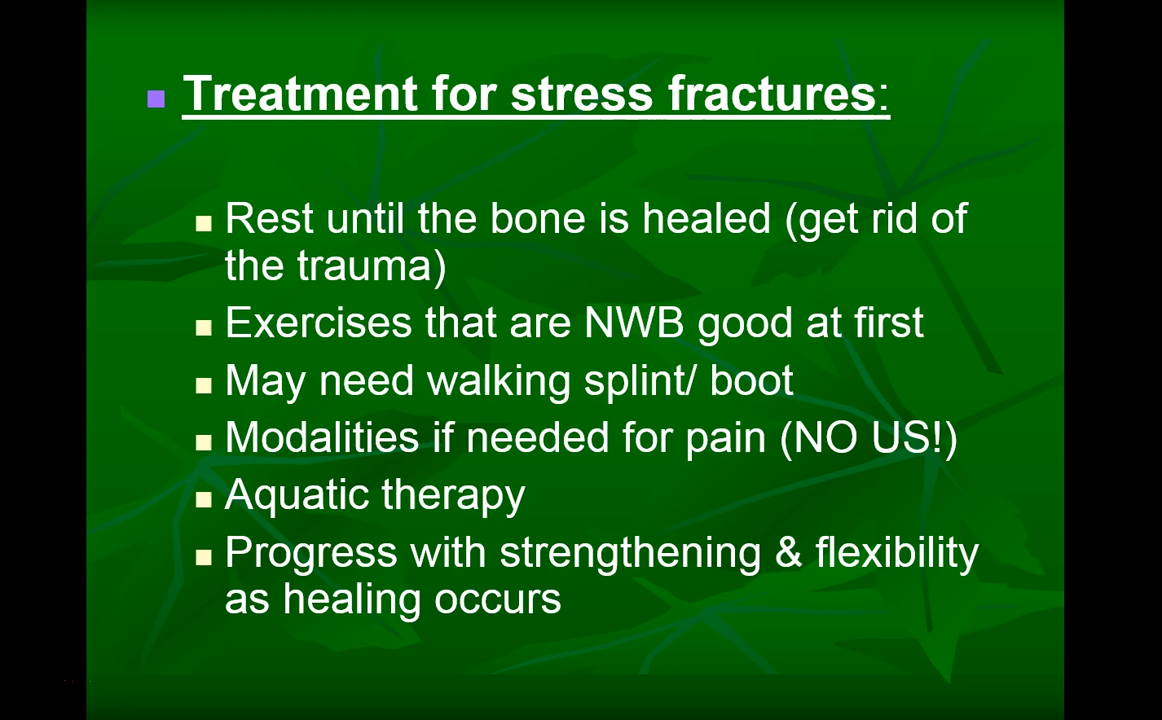 Treatment for stress fractures:
Rest until the bone is healed (get rid of
the trauma)
Exercises that are NWB good at first
May need walking splint/ boot
Modalities if needed for pain (NO US!)
Aquatic therapy
Progress with strengthening & flexibility
as healing occurs